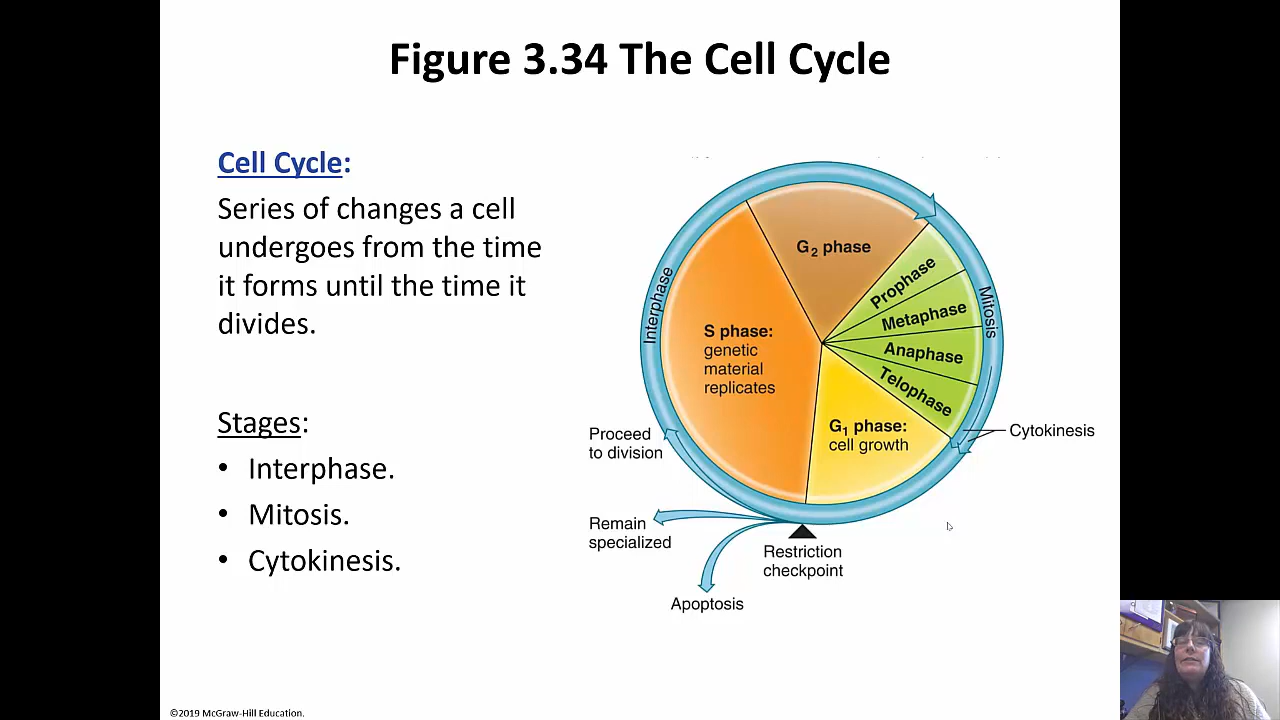 Figure 3.34 The Cell Cycle
Cell Cycle:
Series of changes a cell
undergoes from the time
it forms until the time it
divides.
Stages:
• Interphase.
• Mitosis.
• Cytokinesis.
G2 phase
Prophase
Metaphase
Anaphase
Telophase
Mitosis
Interphase
S phase:
genetic
material
replicates
G1 phase:
cell growth
Cytokinesis
Proceed
to division
Remain
specialized
Apoptosis
Restriction
checkpoint
©2019 McGraw-Hill Education.